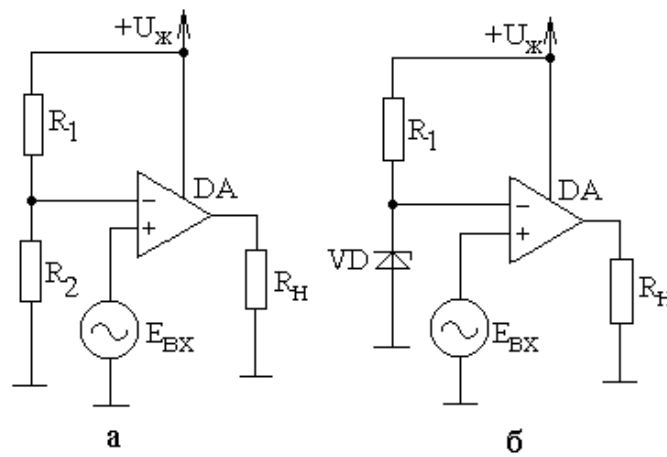 +Uж
+Uж
R1
R1
DA
DA
−
−
+
+
R2
VD
Rн
Rн
Eвх
Eвх
а
б